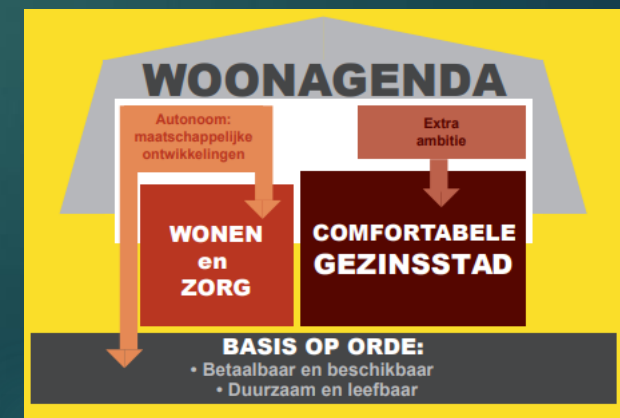 WOONAGENDA
Autonoom:
maatschappelijke
ontwikkelingen
Extra
ambitie
WONEN
en
ZORG
COMFORTABELE
GEZINSSTAD
BASIS OP ORDE:
• Betaalbaar en beschikbaar
• Duurzaam en leefbaar